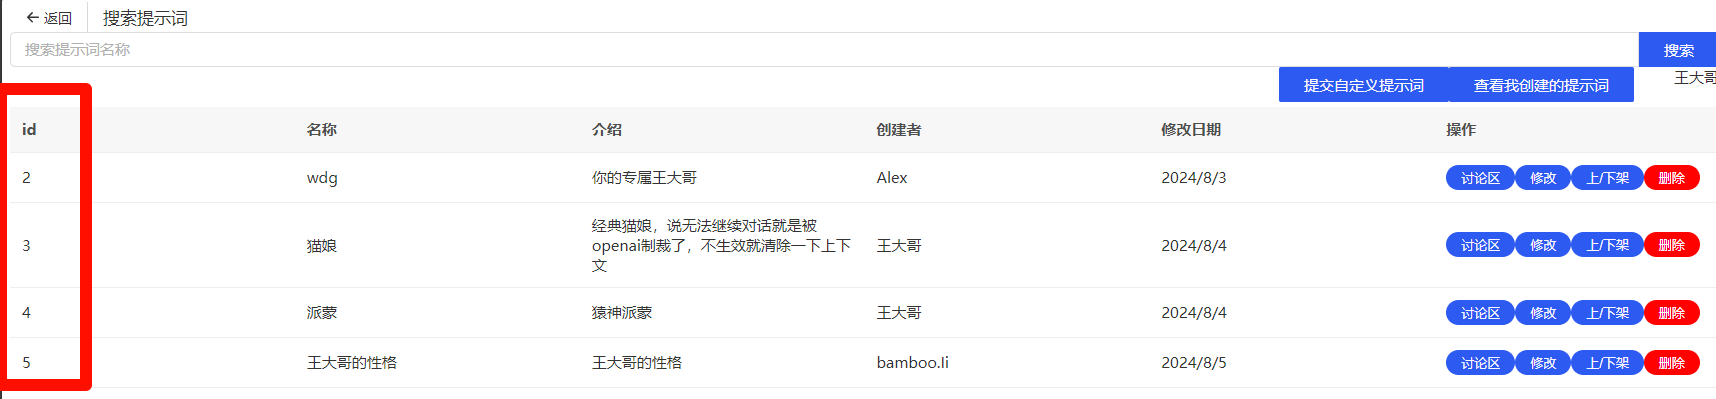 返回 搜索提示词
搜索提示词名称 搜索
提交自定义提示词 查看我创建的提示词 王大哥
id 名称 介绍 创建者 修改日期 操作
2 wdg 你的专属王大哥 Alex 2024/8/3 讨论区 修改 上/下架 删除
经典猫娘，说无法继续对话就是被
3 猫娘 openai制裁了，不生效就清除一下上下 王大哥 2024/8/4 讨论区 修改 上/下架 删除
文
4 派蒙 猿神派蒙 王大哥 2024/8/4 讨论区 修改 上/下架 删除
5 王大哥的性格 王大哥的性格 bamboo.li 2024/8/5 讨论区 修改 上/下架 删除